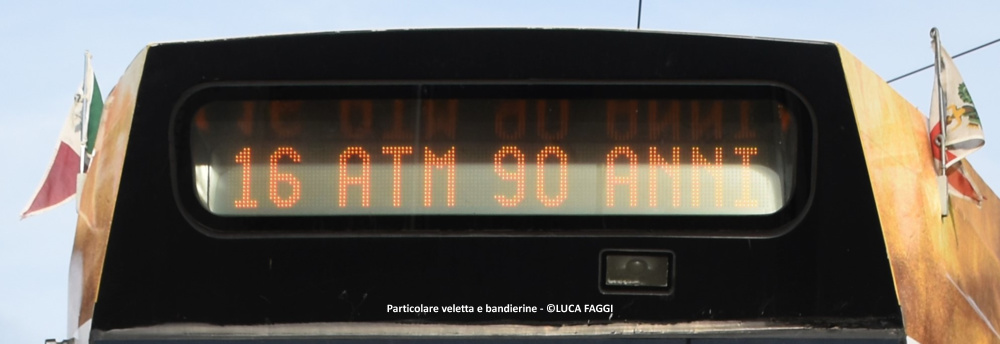 16 ATM 90 ANNI
Particolare veletta e bandierine - ©LUCA FAGGI